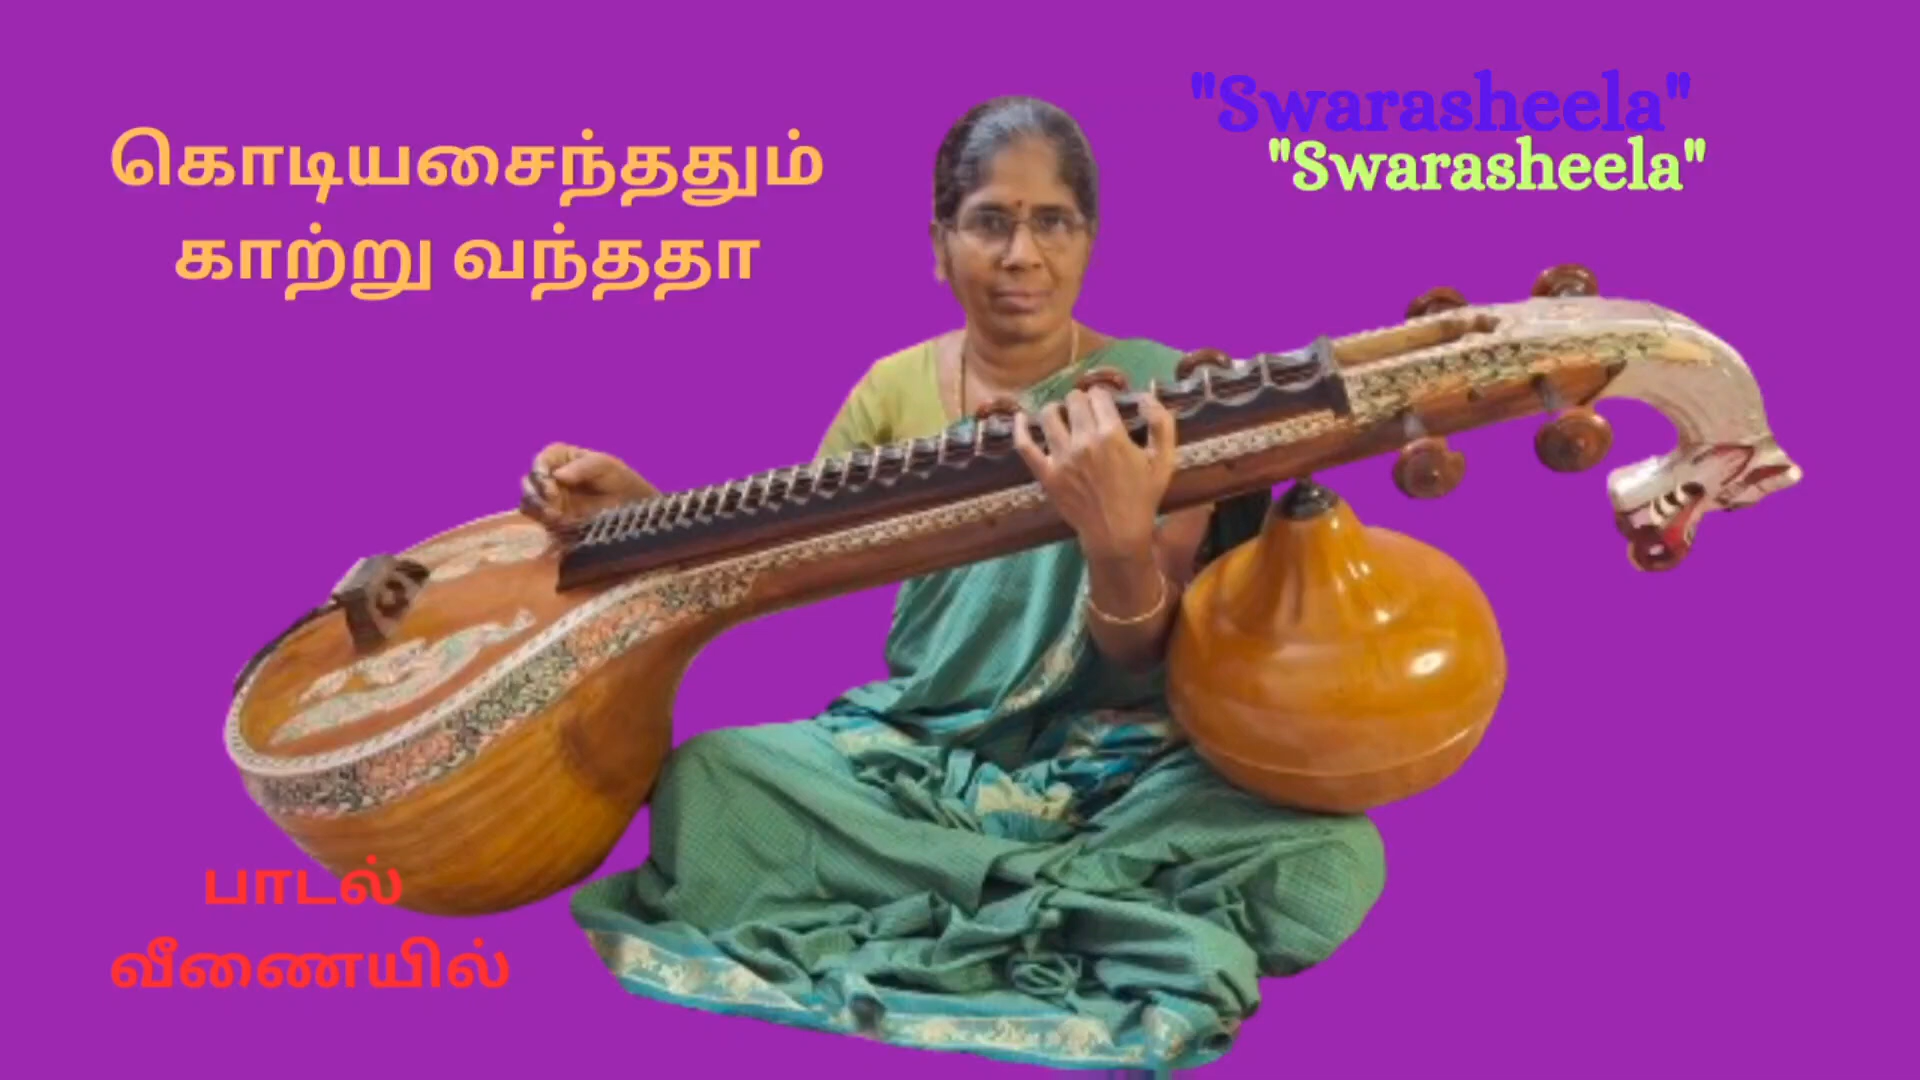 கொடியசைந்ததும்
காற்று வந்ததா
"Swarasheela"
"Swarasheela"
பாடல்
வீணையில்